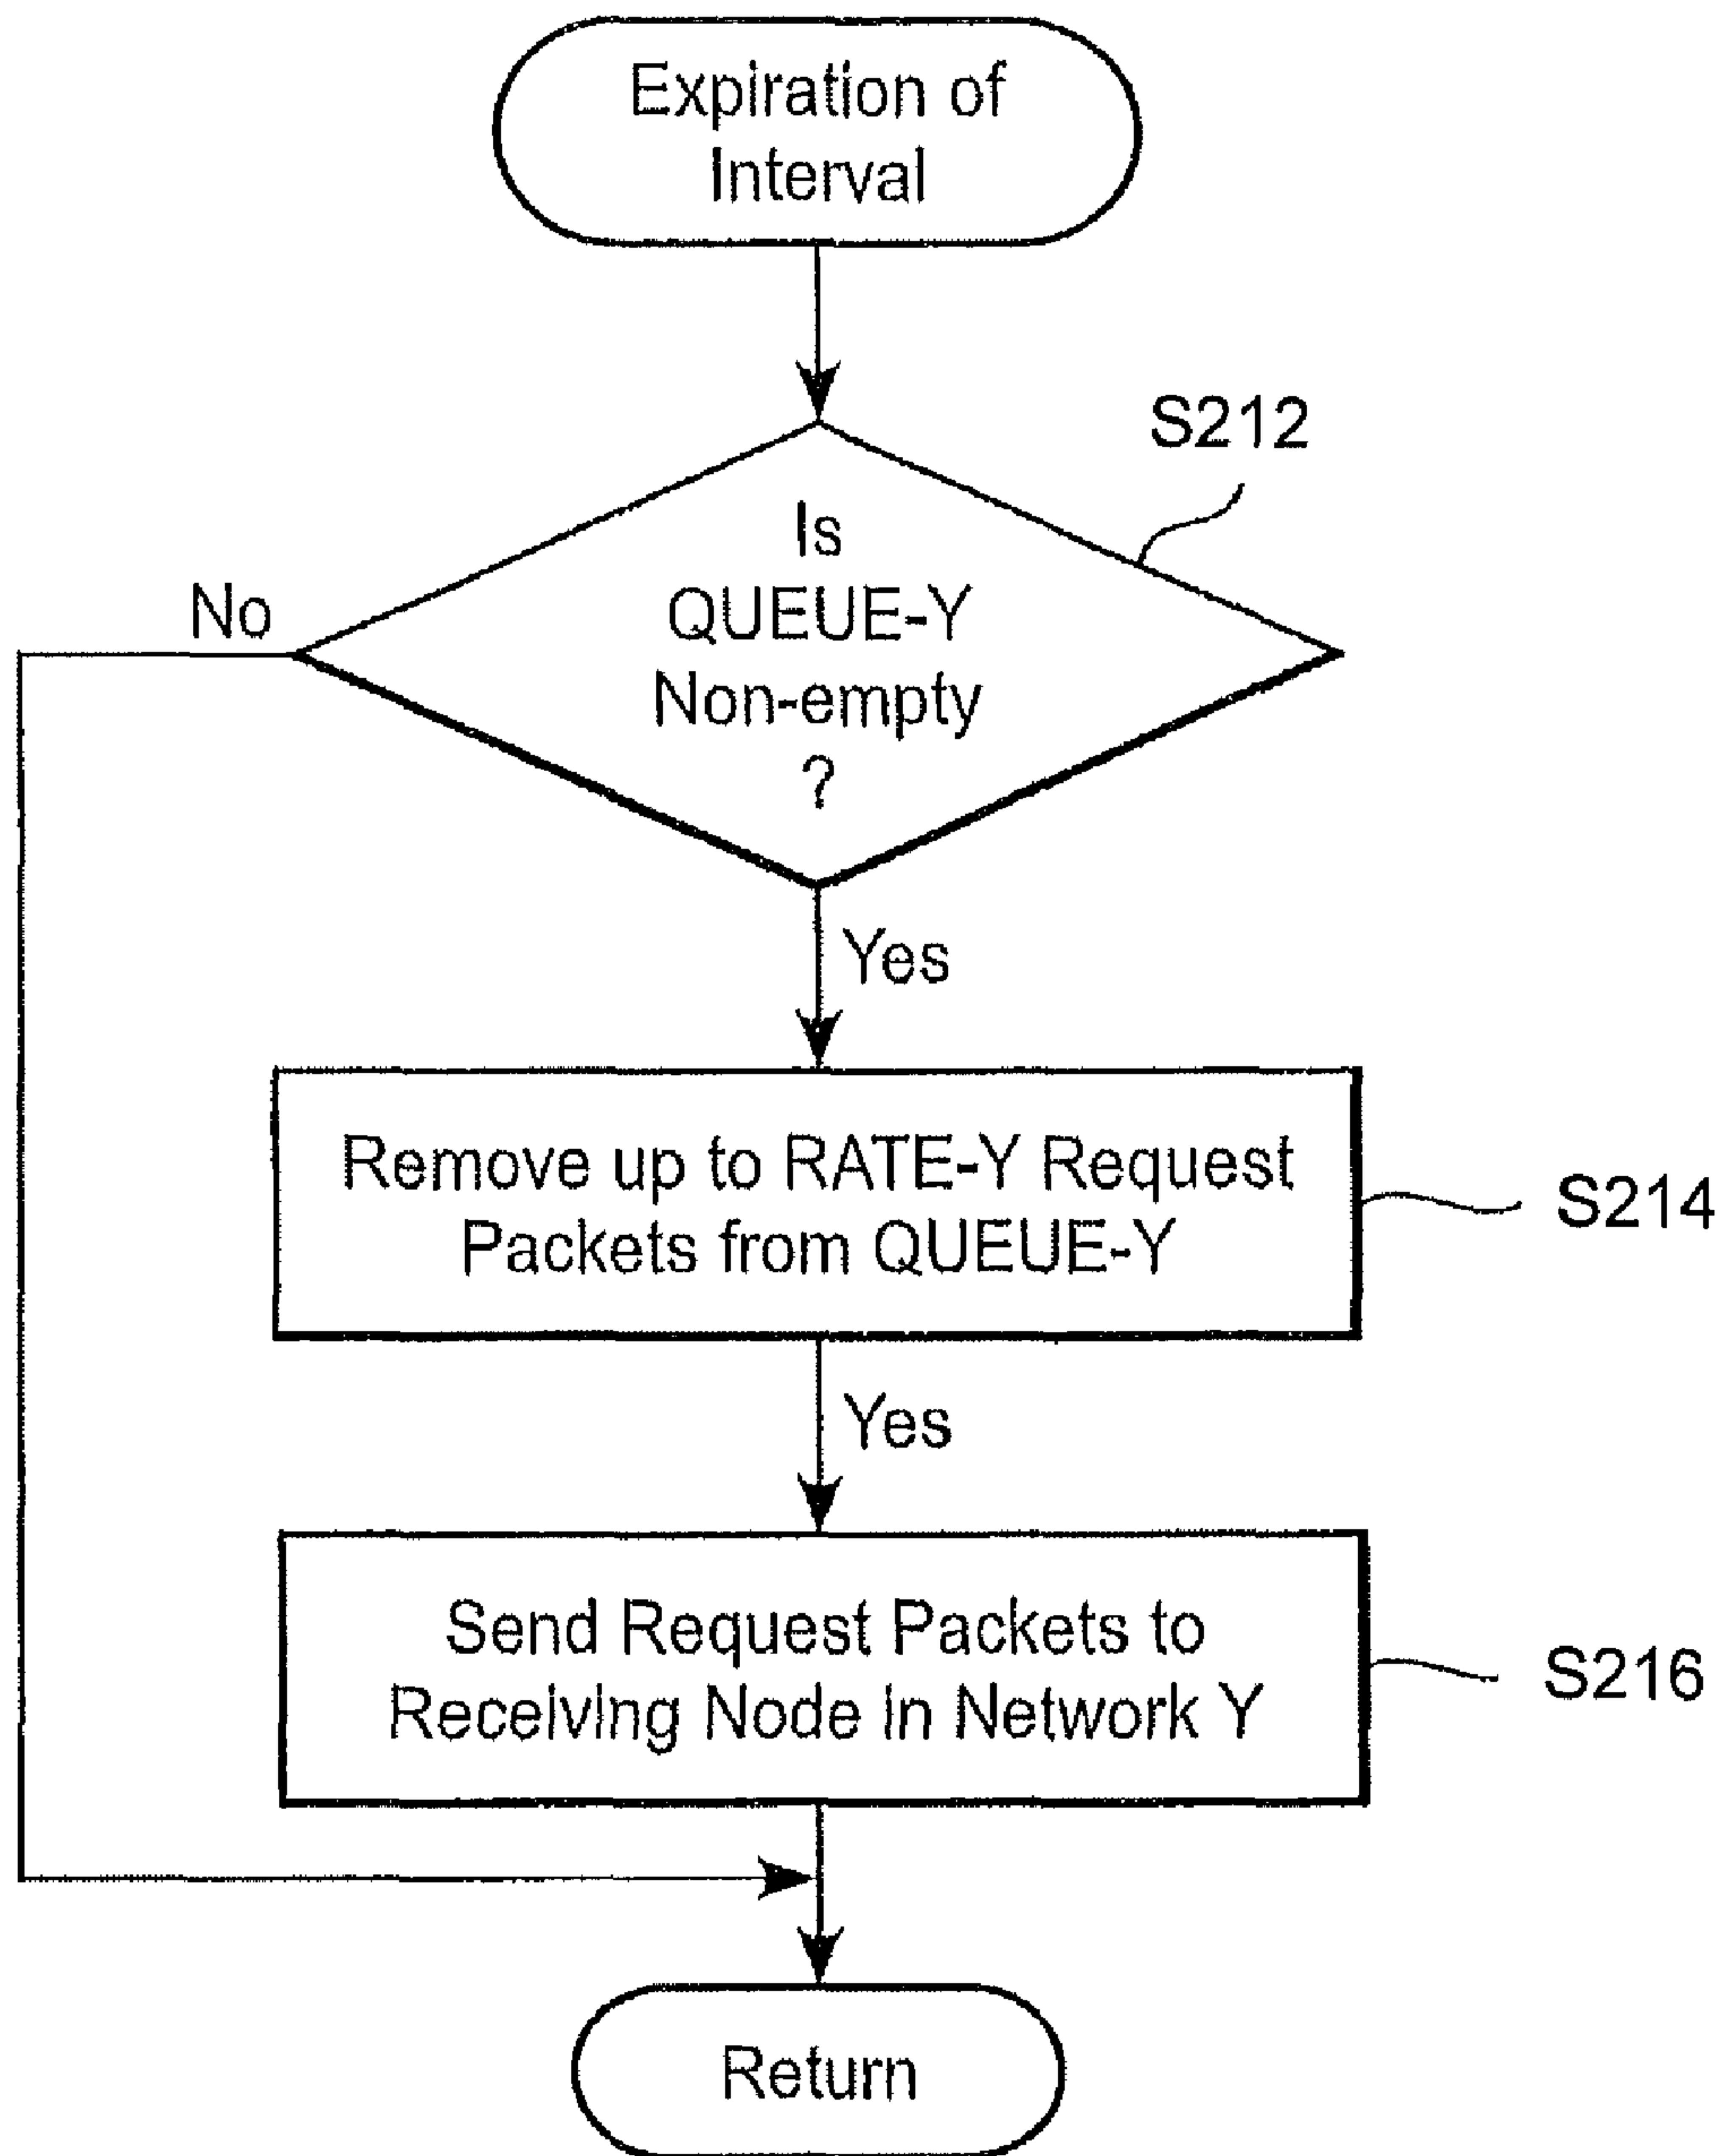 Expiration of
Interval
S212
Is
QUEUE-Y
Non-empty
?
No
Yes
Remove up to RATE-Y Request
Packets from QUEUE-Y
S214
Yes
Send Request Packets to
Receiving Node in Network Y
S216
Return